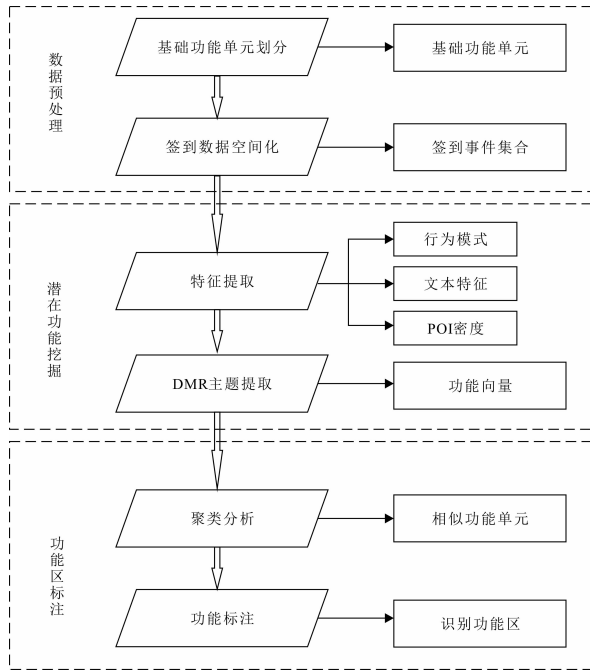 数据预处理
基础功能单元划分
基础功能单元
签到数据空间化
签到事件集合
潜在功能挖掘
特征提取
行为模式
文本特征
POI密度
DMR主题提取
功能向量
功能区标注
聚类分析
相似功能单元
功能标注
识别功能区